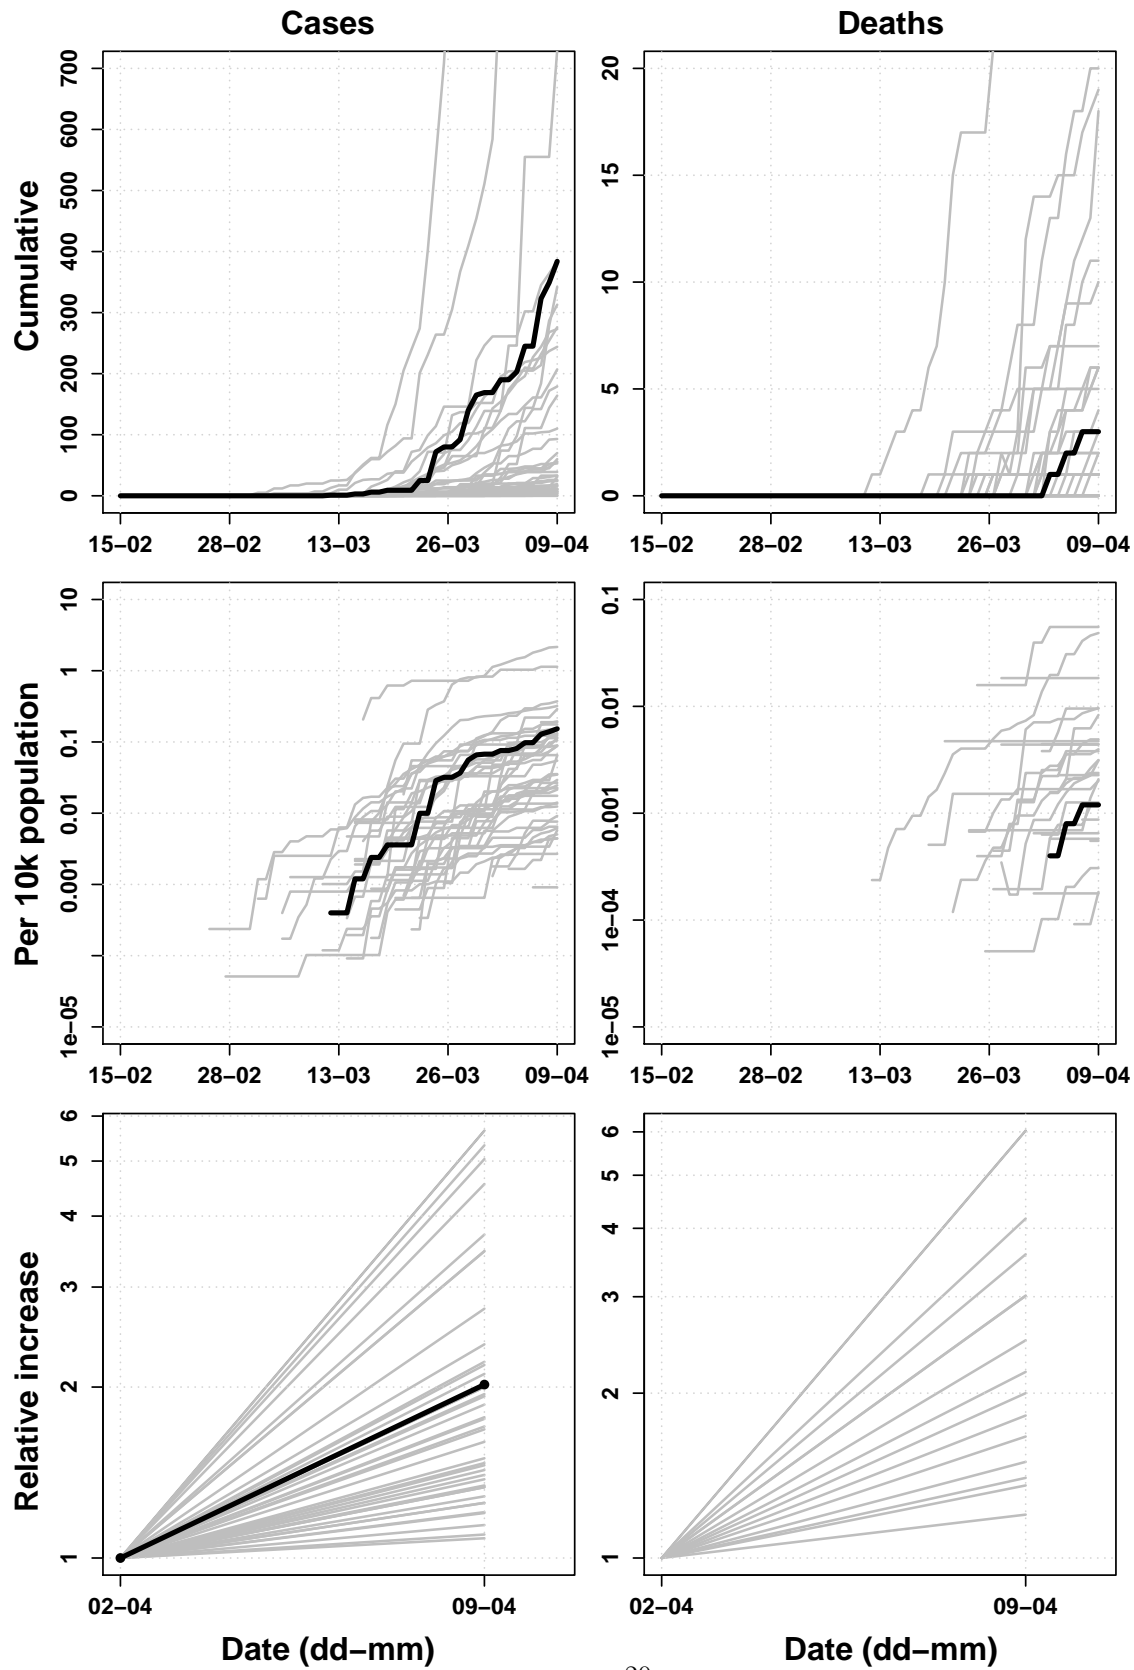 Cases
Deaths
Cumulative
0 100 200 300 400 500 600 700
15−02 28−02 13−03 26−03 09−04
0 5 10 15 20
15−02 28−02 13−03 26−03 09−04
Per 10k population
1e−05 0.001 0.01 0.1 1 10
15−02 28−02 13−03 26−03 09−04
1e−05 1e−04 0.001 0.01 0.1
15−02 28−02 13−03 26−03 09−04
Relative increase
1 2 3 4 5 6
02−04 09−04
1 2 3 4 5 6
02−04 09−04
Date (dd−mm)
Date (dd−mm)